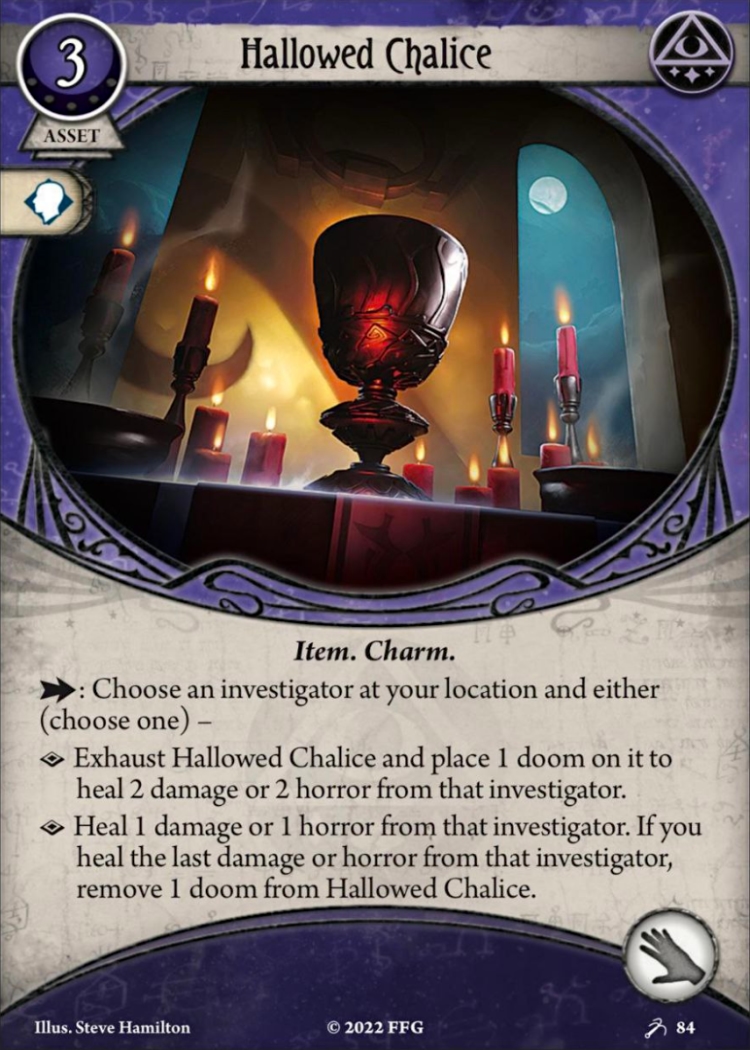 3
Hallowed Chalice
ASSET
Item. Charm.
: Choose an investigator at your location and either
(choose one) –
Exhaust Hallowed Chalice and place 1 doom on it to
heal 2 damage or 2 horror from that investigator.
Heal 1 damage or 1 horror from that investigator. If you
heal the last damage or horror from that investigator,
remove 1 doom from Hallowed Chalice.
Illus. Steve Hamilton
© 2022 FFG
84